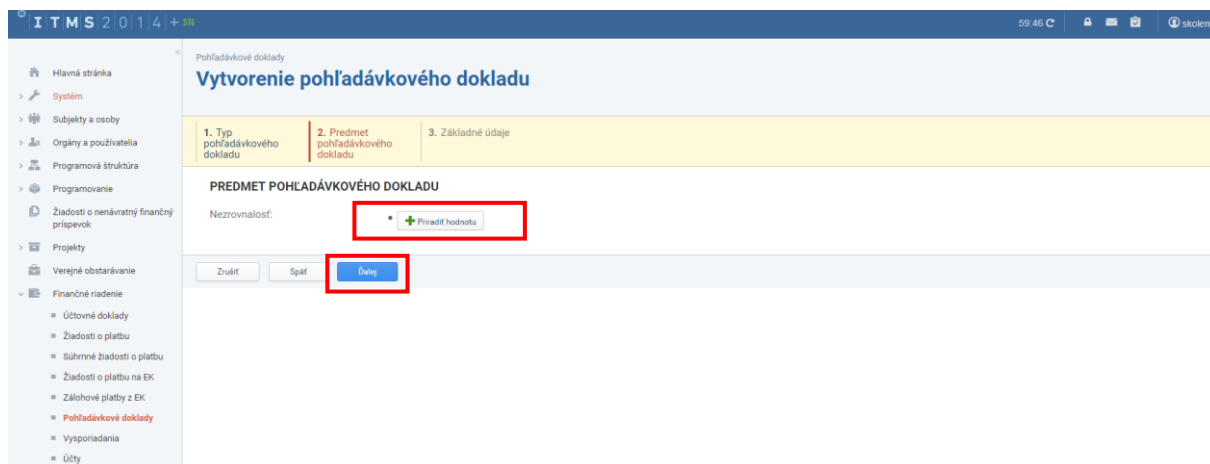 ITMS2014+ STG
59:46
skolen
Pohľadávkové doklady
Vytvorenie pohľadávkového dokladu
Hlavná stránka
Systém
Subjekty a osoby
Orgány a používatelia
Programová štruktúra
Programovanie
Žiadosti o nenávratný finančný
príspevok
Projekty
Verejné obstarávanie
Finančné riadenie
Účtovné doklady
Žiadosti o platbu
Súhrnné žiadosti o platbu
Žiadosti o platbu na EK
Zálohové platby z EK
Pohľadávkové doklady
Vysporiadania
Účty
1. Typ
pohľadávkového
dokladu
2. Predmet
pohľadávkového
dokladu
3. Základné údaje
PREDMET POHĽADÁVKOVÉHO DOKLADU
Nezrovnalosť:
Priradiť hodnotu
Zrušiť
Späť
Ďalej